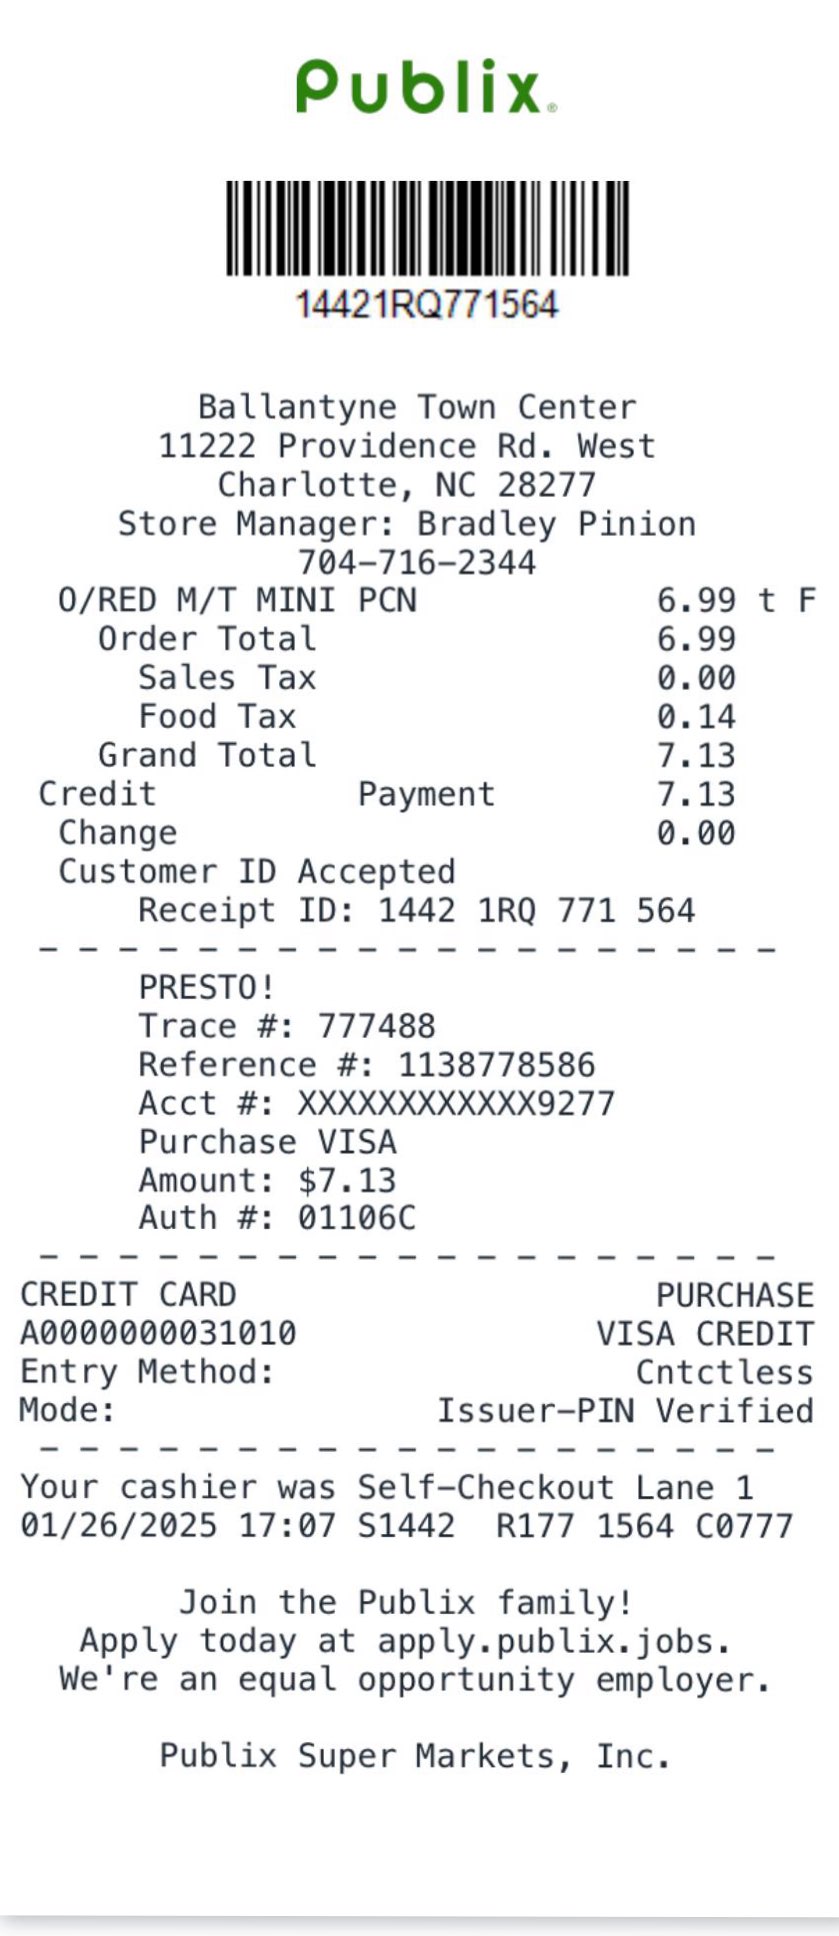 Publix®
14421RQ771564
Ballantyne Town Center
11222 Providence Rd. West
Charlotte, NC 28277
Store Manager: Bradley Pinion
704-716-2344
O/RED M/T MINI PCN 6.99 t F
Order Total 6.99
Sales Tax 0.00
Food Tax 0.14
Grand Total 7.13
Credit Payment 7.13
Change 0.00
Customer ID Accepted
Receipt ID: 1442 1RQ 771 564
- - - - - - - - - - - - - - - - - - -
PRESTO!
Trace #: 777488
Reference #: 1138778586
Acct #: XXXXXXXXXXXX9277
Purchase VISA
Amount: $7.13
Auth #: 01106C
- - - - - - - - - - - - - - - - - - -
CREDIT CARD PURCHASE
A0000000031010 VISA CREDIT
Entry Method: Cntctless
Mode: Issuer-PIN Verified
- - - - - - - - - - - - - - - - - - -
Your cashier was Self-Checkout Lane 1
01/26/2025 17:07 S1442 R177 1564 C0777
Join the Publix family!
Apply today at apply.publix.jobs.
We're an equal opportunity employer.
Publix Super Markets, Inc.